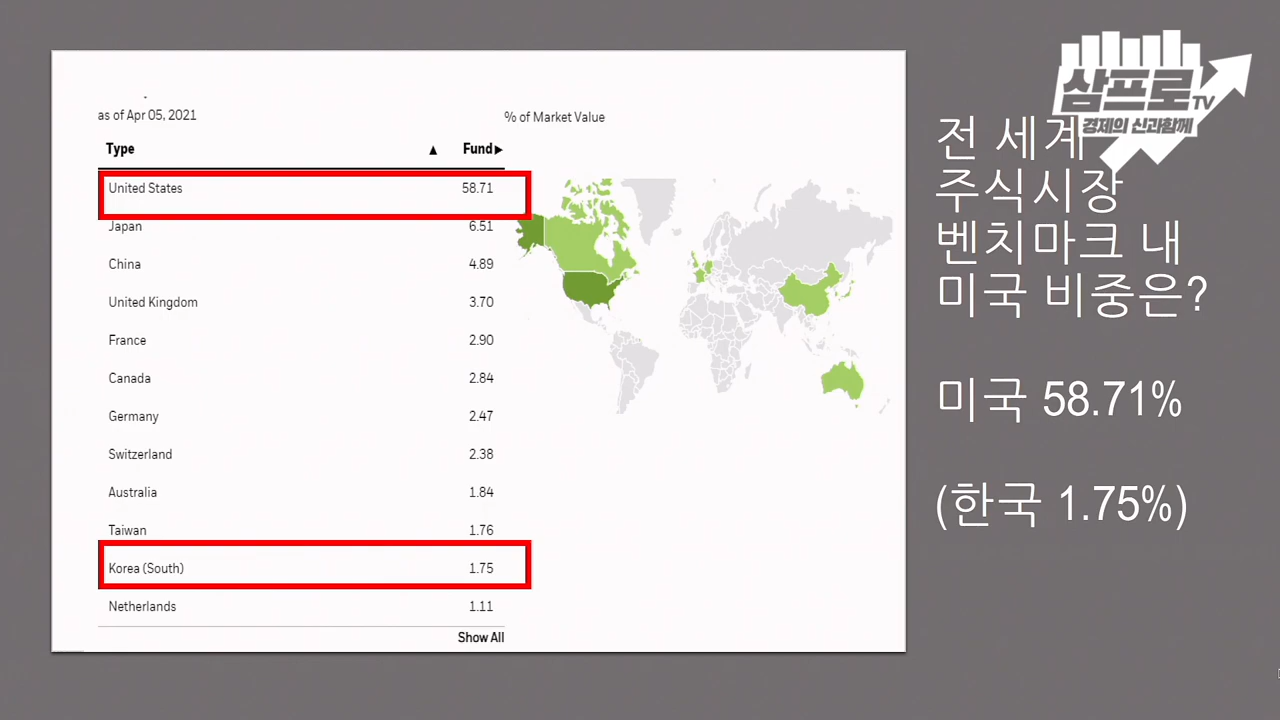 as of Apr 05, 2021
% of Market Value
Type ▲ Fund▶
United States 58.71
Japan 6.51
China 4.89
United Kingdom 3.70
France 2.90
Canada 2.84
Germany 2.47
Switzerland 2.38
Australia 1.84
Taiwan 1.76
Korea (South) 1.75
Netherlands 1.11
Show All
삼프로TV
경제의 신과함께
전 세계
주식시장
벤치마크 내
미국 비중은?
미국 58.71%
(한국 1.75%)